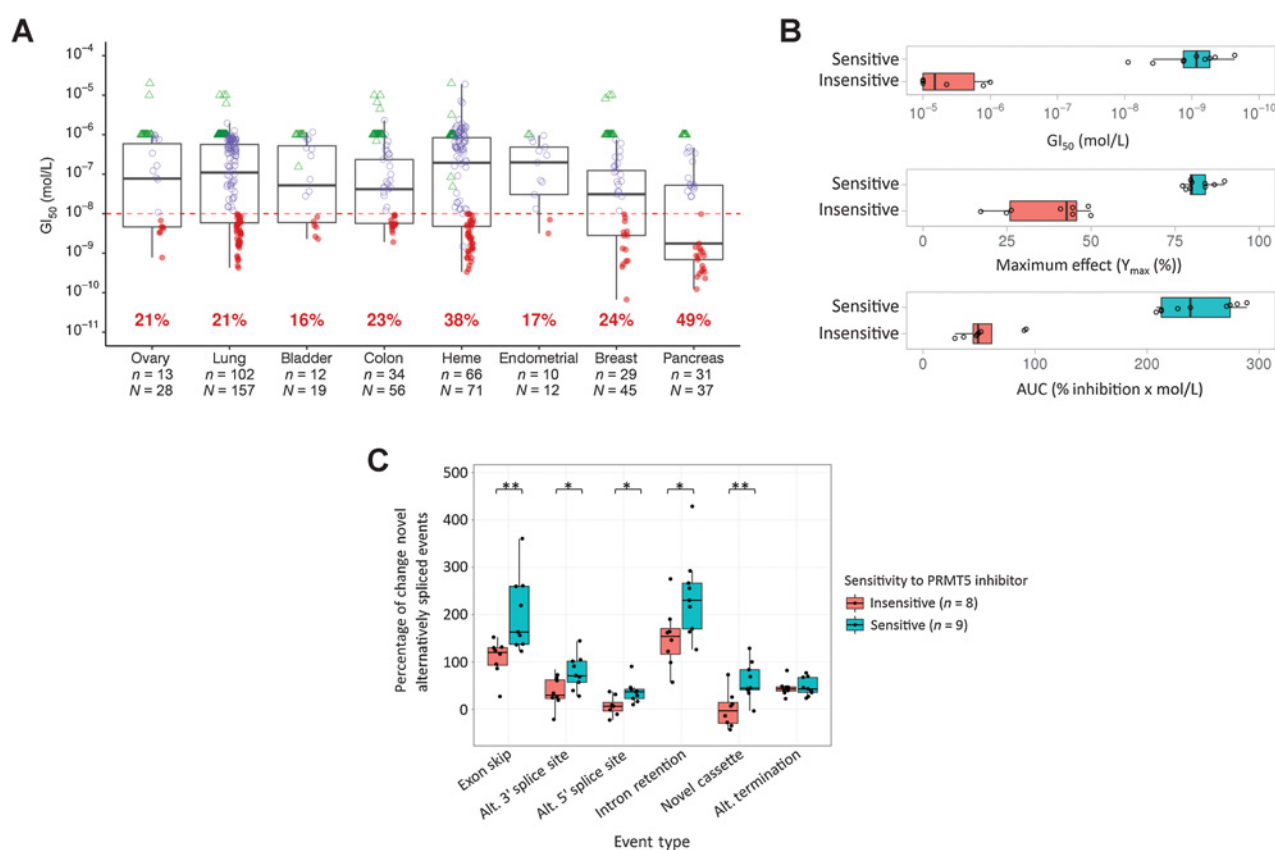 A
GI50 (mol/L)
10−4
10−5
10−6
10−7
10−8
10−9
10−10
10−11
21% 21% 16% 23% 38% 17% 24% 49%
Ovary Lung Bladder Colon Heme Endometrial Breast Pancreas
n = 13 n = 102 n = 12 n = 34 n = 66 n = 10 n = 29 n = 31
N = 28 N = 157 N = 19 N = 56 N = 71 N = 12 N = 45 N = 37
B
Sensitive
Insensitive
10−5 10−6 10−7 10−8 10−9 10−10
GI50 (mol/L)
Sensitive
Insensitive
0 25 50 75 100
Maximum effect (Ymax (%))
Sensitive
Insensitive
0 100 200 300
AUC (% inhibition x mol/L)
C
Percentage of change novel
alternatively spliced events
500
400
300
200
100
0
** * * * **
Exon skip
Alt. 3' splice site
Alt. 5' splice site
Intron retention
Novel cassette
Alt. termination
Event type
Sensitivity to PRMT5 inhibitor
Insensitive (n = 8)
Sensitive (n = 9)